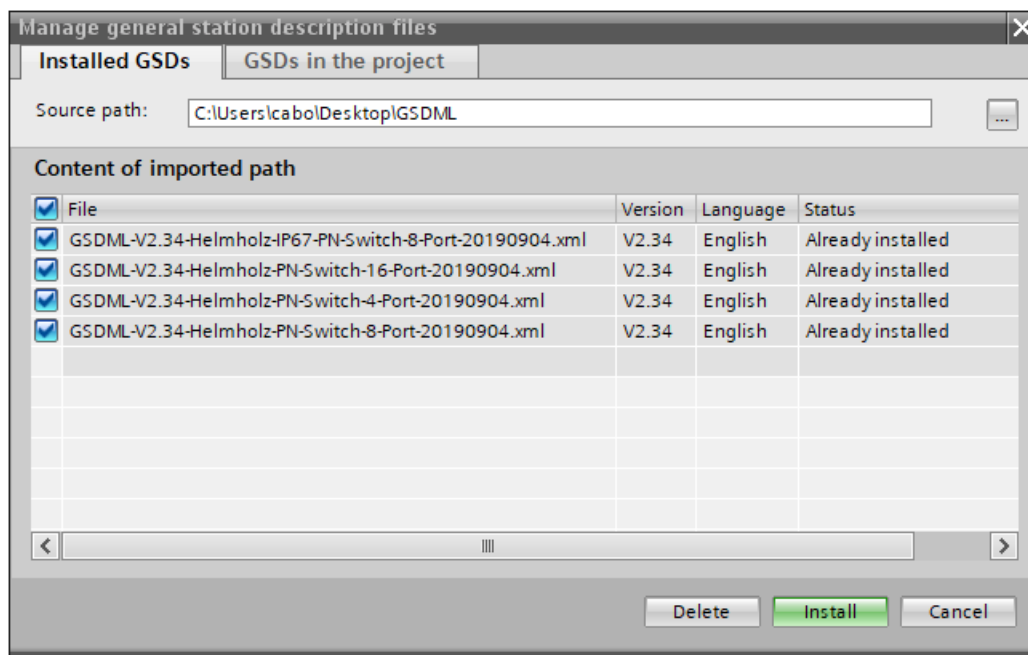 Manage general station description files
Installed GSDs GSDs in the project
Source path: C:\Users\cabo\Desktop\GSDML ...
Content of imported path
File Version Language Status
GSDML-V2.34-Helmholz-IP67-PN-Switch-8-Port-20190904.xml V2.34 English Already installed
GSDML-V2.34-Helmholz-PN-Switch-16-Port-20190904.xml V2.34 English Already installed
GSDML-V2.34-Helmholz-PN-Switch-4-Port-20190904.xml V2.34 English Already installed
GSDML-V2.34-Helmholz-PN-Switch-8-Port-20190904.xml V2.34 English Already installed
Delete Install Cancel